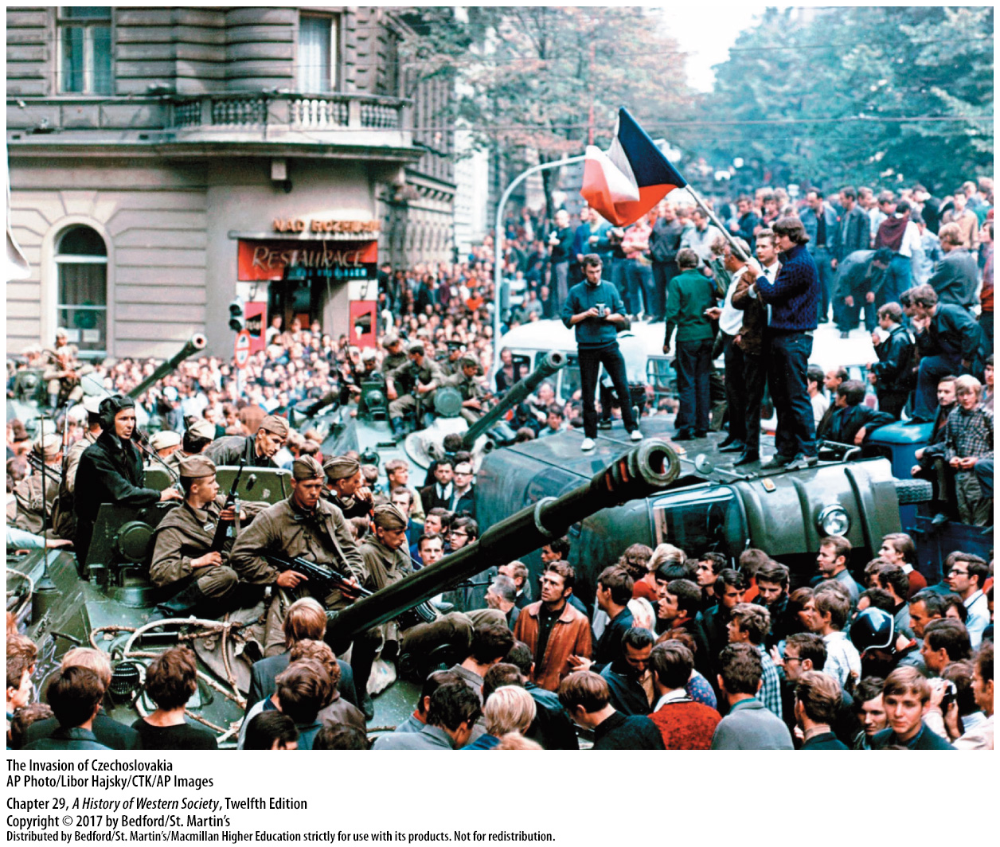 RESTAURACE
The Invasion of Czechoslovakia
AP Photo/Libor Hajsky/CTK/AP Images
Chapter 29, A History of Western Society, Twelfth Edition
Copyright © 2017 by Bedford/St. Martin’s
Distributed by Bedford/St. Martin’s/Macmillan Higher Education strictly for use with its products. Not for redistribution.